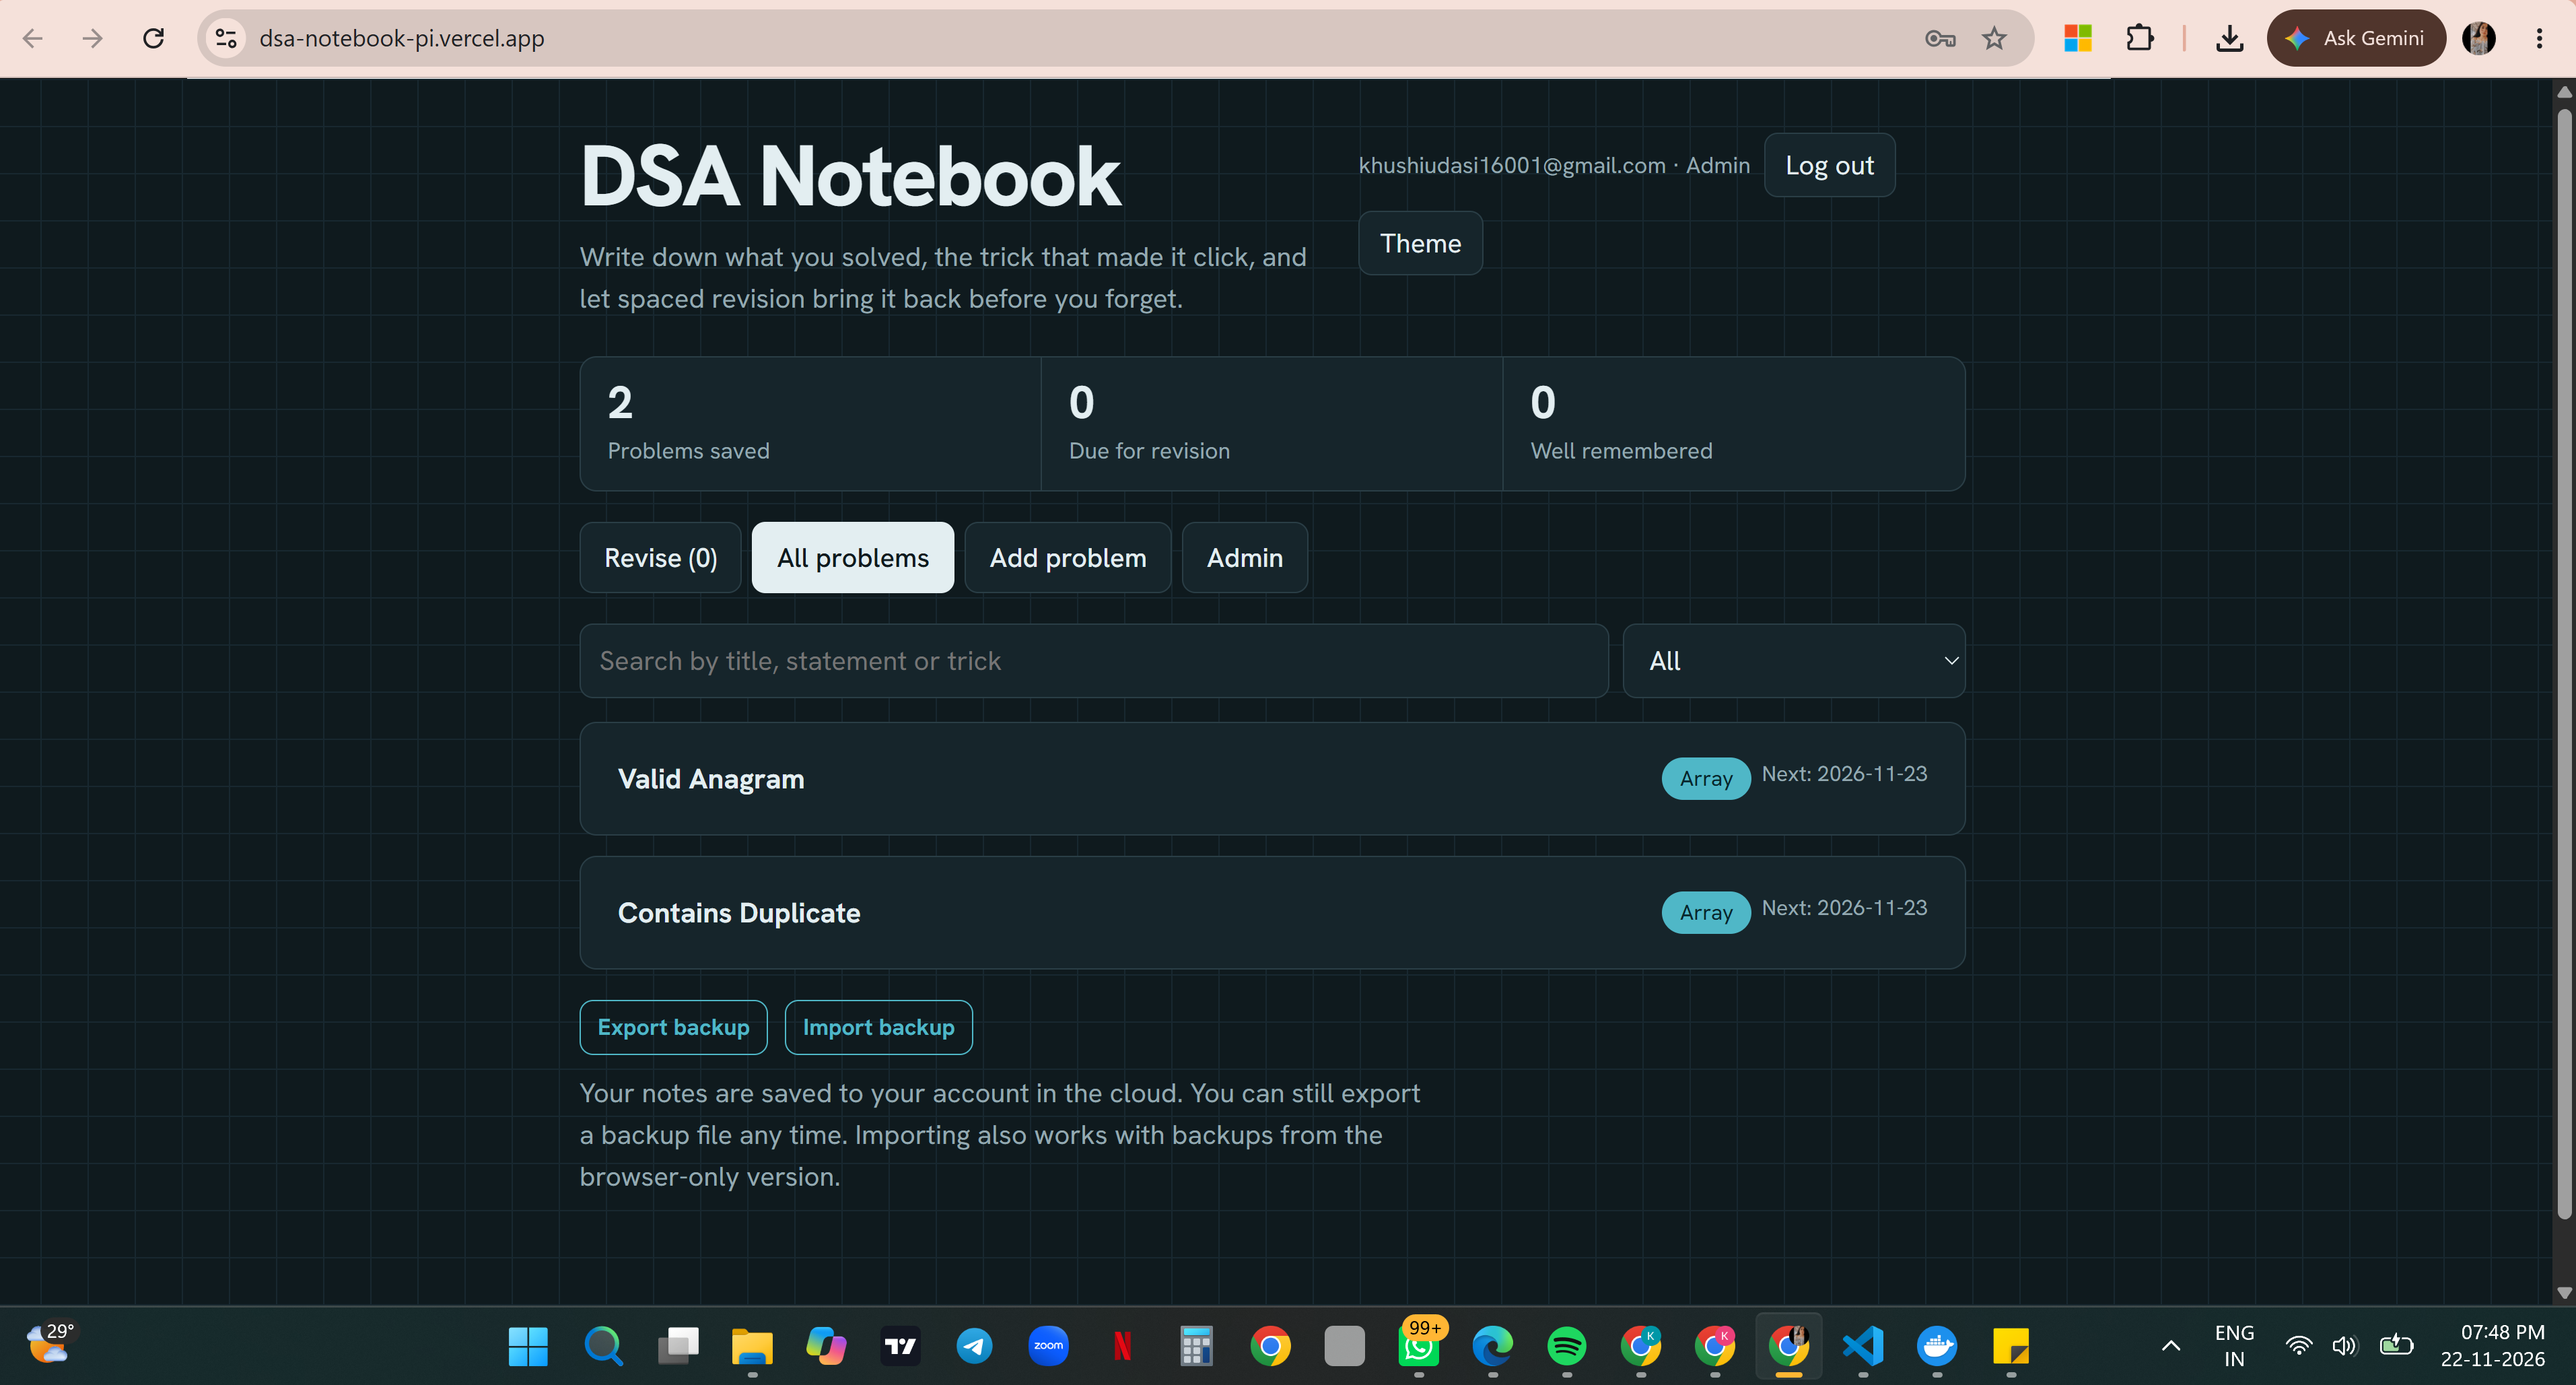 dsa-notebook-pi.vercel.app
Ask Gemini
DSA Notebook
khushiudasi16001@gmail.com · Admin
Log out
Theme
Write down what you solved, the trick that made it click, and
let spaced revision bring it back before you forget.
2
Problems saved
0
Due for revision
0
Well remembered
Revise (0)
All problems
Add problem
Admin
Search by title, statement or trick
All
Valid Anagram
Array
Next: 2026-11-23
Contains Duplicate
Array
Next: 2026-11-23
Export backup
Import backup
Your notes are saved to your account in the cloud. You can still export
a backup file any time. Importing also works with backups from the
browser-only version.
29°
zoom
N
99+
K
K
ENG
IN
07:48 PM
22-11-2026